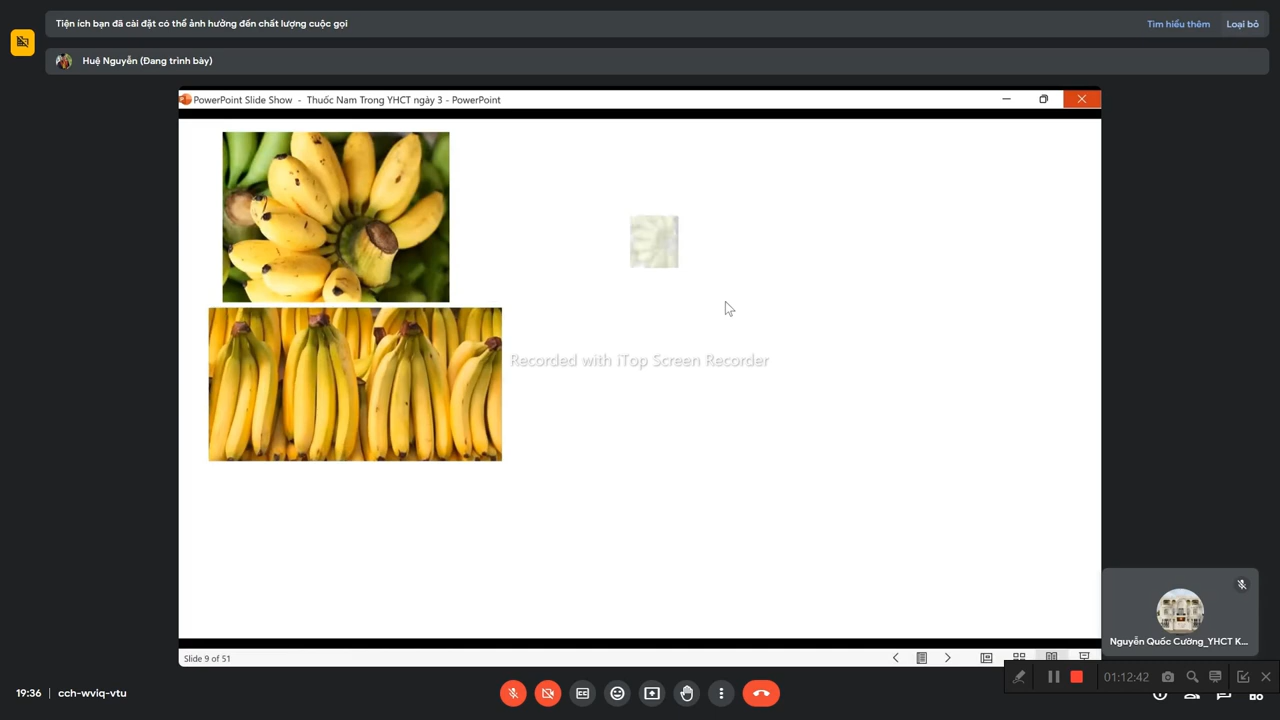 Tiện ích bạn đã cài đặt có thể ảnh hưởng đến chất lượng cuộc gọi
Tìm hiểu thêm
Loại bỏ
Huệ Nguyễn (Đang trình bày)
PowerPoint Slide Show - Thuốc Nam Trong YHCT ngày 3 - PowerPoint
Recorded with iTop Screen Recorder
Nguyễn Quốc Cường_YHCT K...
Slide 9 of 51
01:12:42
19:36
cch-wviq-vtu